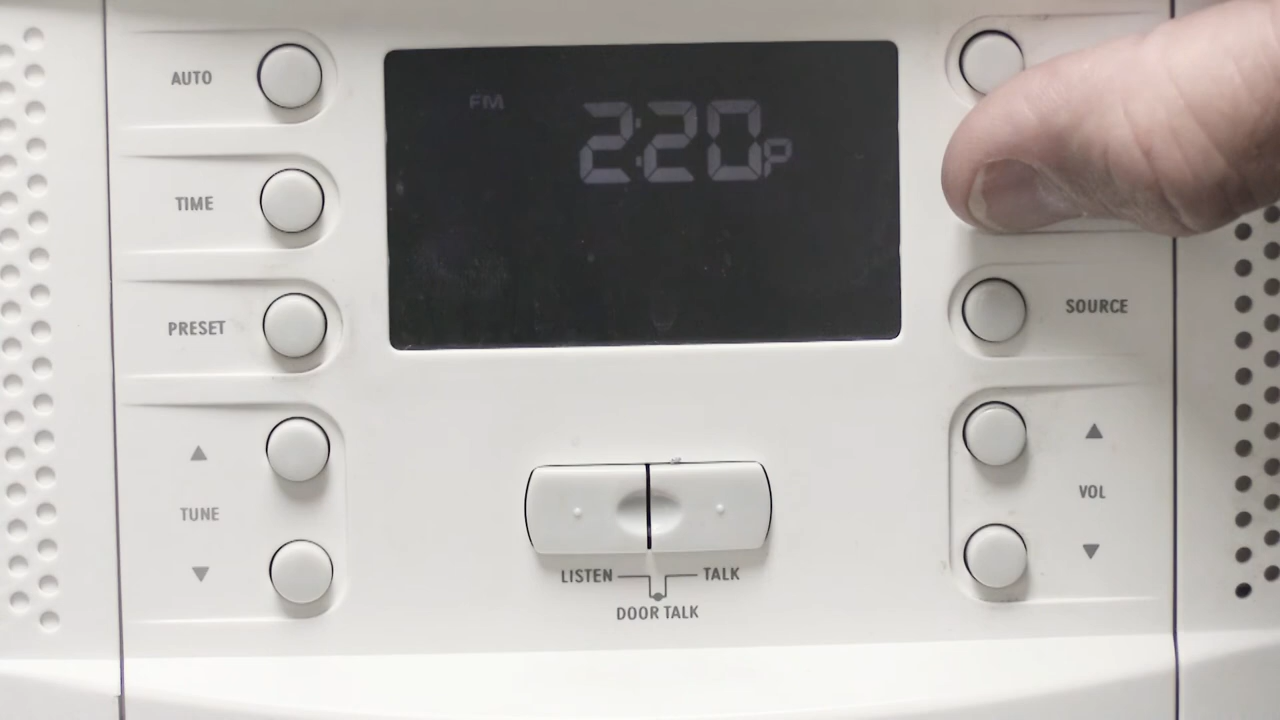 AUTO
FM
2:20P
TIME
PRESET
SOURCE
▲
TUNE
▼
▲
VOL
▼
LISTEN
TALK
DOOR TALK